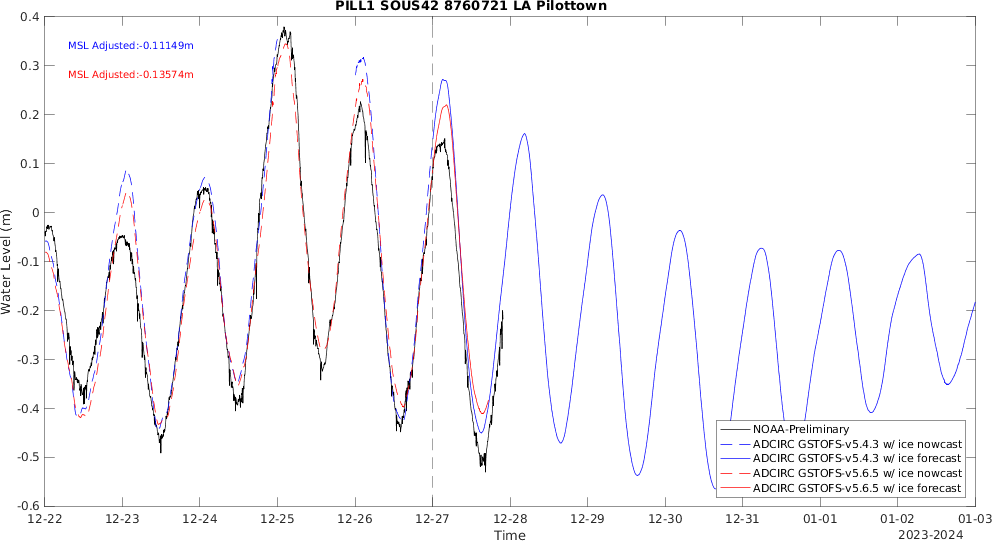 PILL1 SOUS42 8760721 LA Pilottown
MSL Adjusted:-0.11149m
MSL Adjusted:-0.13574m
Water Level (m)
0.4
0.3
0.2
0.1
0
-0.1
-0.2
-0.3
-0.4
-0.5
-0.6
NOAA-Preliminary
ADCIRC GSTOFS-v5.4.3 w/ ice nowcast
ADCIRC GSTOFS-v5.4.3 w/ ice forecast
ADCIRC GSTOFS-v5.6.5 w/ ice nowcast
ADCIRC GSTOFS-v5.6.5 w/ ice forecast
12-22 12-23 12-24 12-25 12-26 12-27 12-28 12-29 12-30 12-31 01-01 01-02 01-03
Time
2023-2024